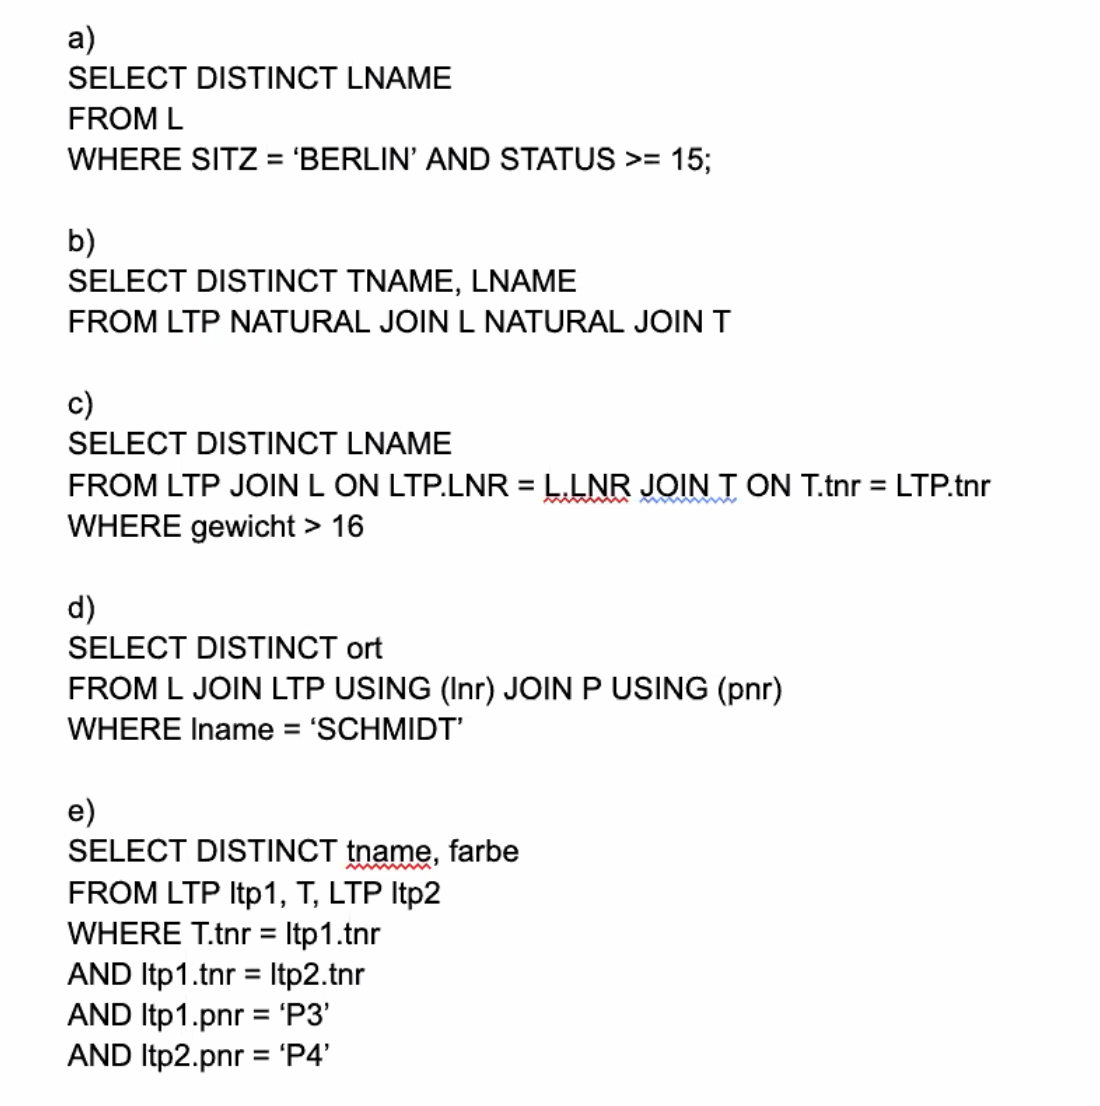 a)
SELECT DISTINCT LNAME
FROM L
WHERE SITZ = ‘BERLIN’ AND STATUS >= 15;
b)
SELECT DISTINCT TNAME, LNAME
FROM LTP NATURAL JOIN L NATURAL JOIN T
c)
SELECT DISTINCT LNAME
FROM LTP JOIN L ON LTP.LNR = L.LNR JOIN T ON T.tnr = LTP.tnr
WHERE gewicht > 16
d)
SELECT DISTINCT ort
FROM L JOIN LTP USING (lnr) JOIN P USING (pnr)
WHERE lname = ‘SCHMIDT’
e)
SELECT DISTINCT tname, farbe
FROM LTP ltp1, T, LTP ltp2
WHERE T.tnr = ltp1.tnr
AND ltp1.tnr = ltp2.tnr
AND ltp1.pnr = ‘P3’
AND ltp2.pnr = ‘P4’